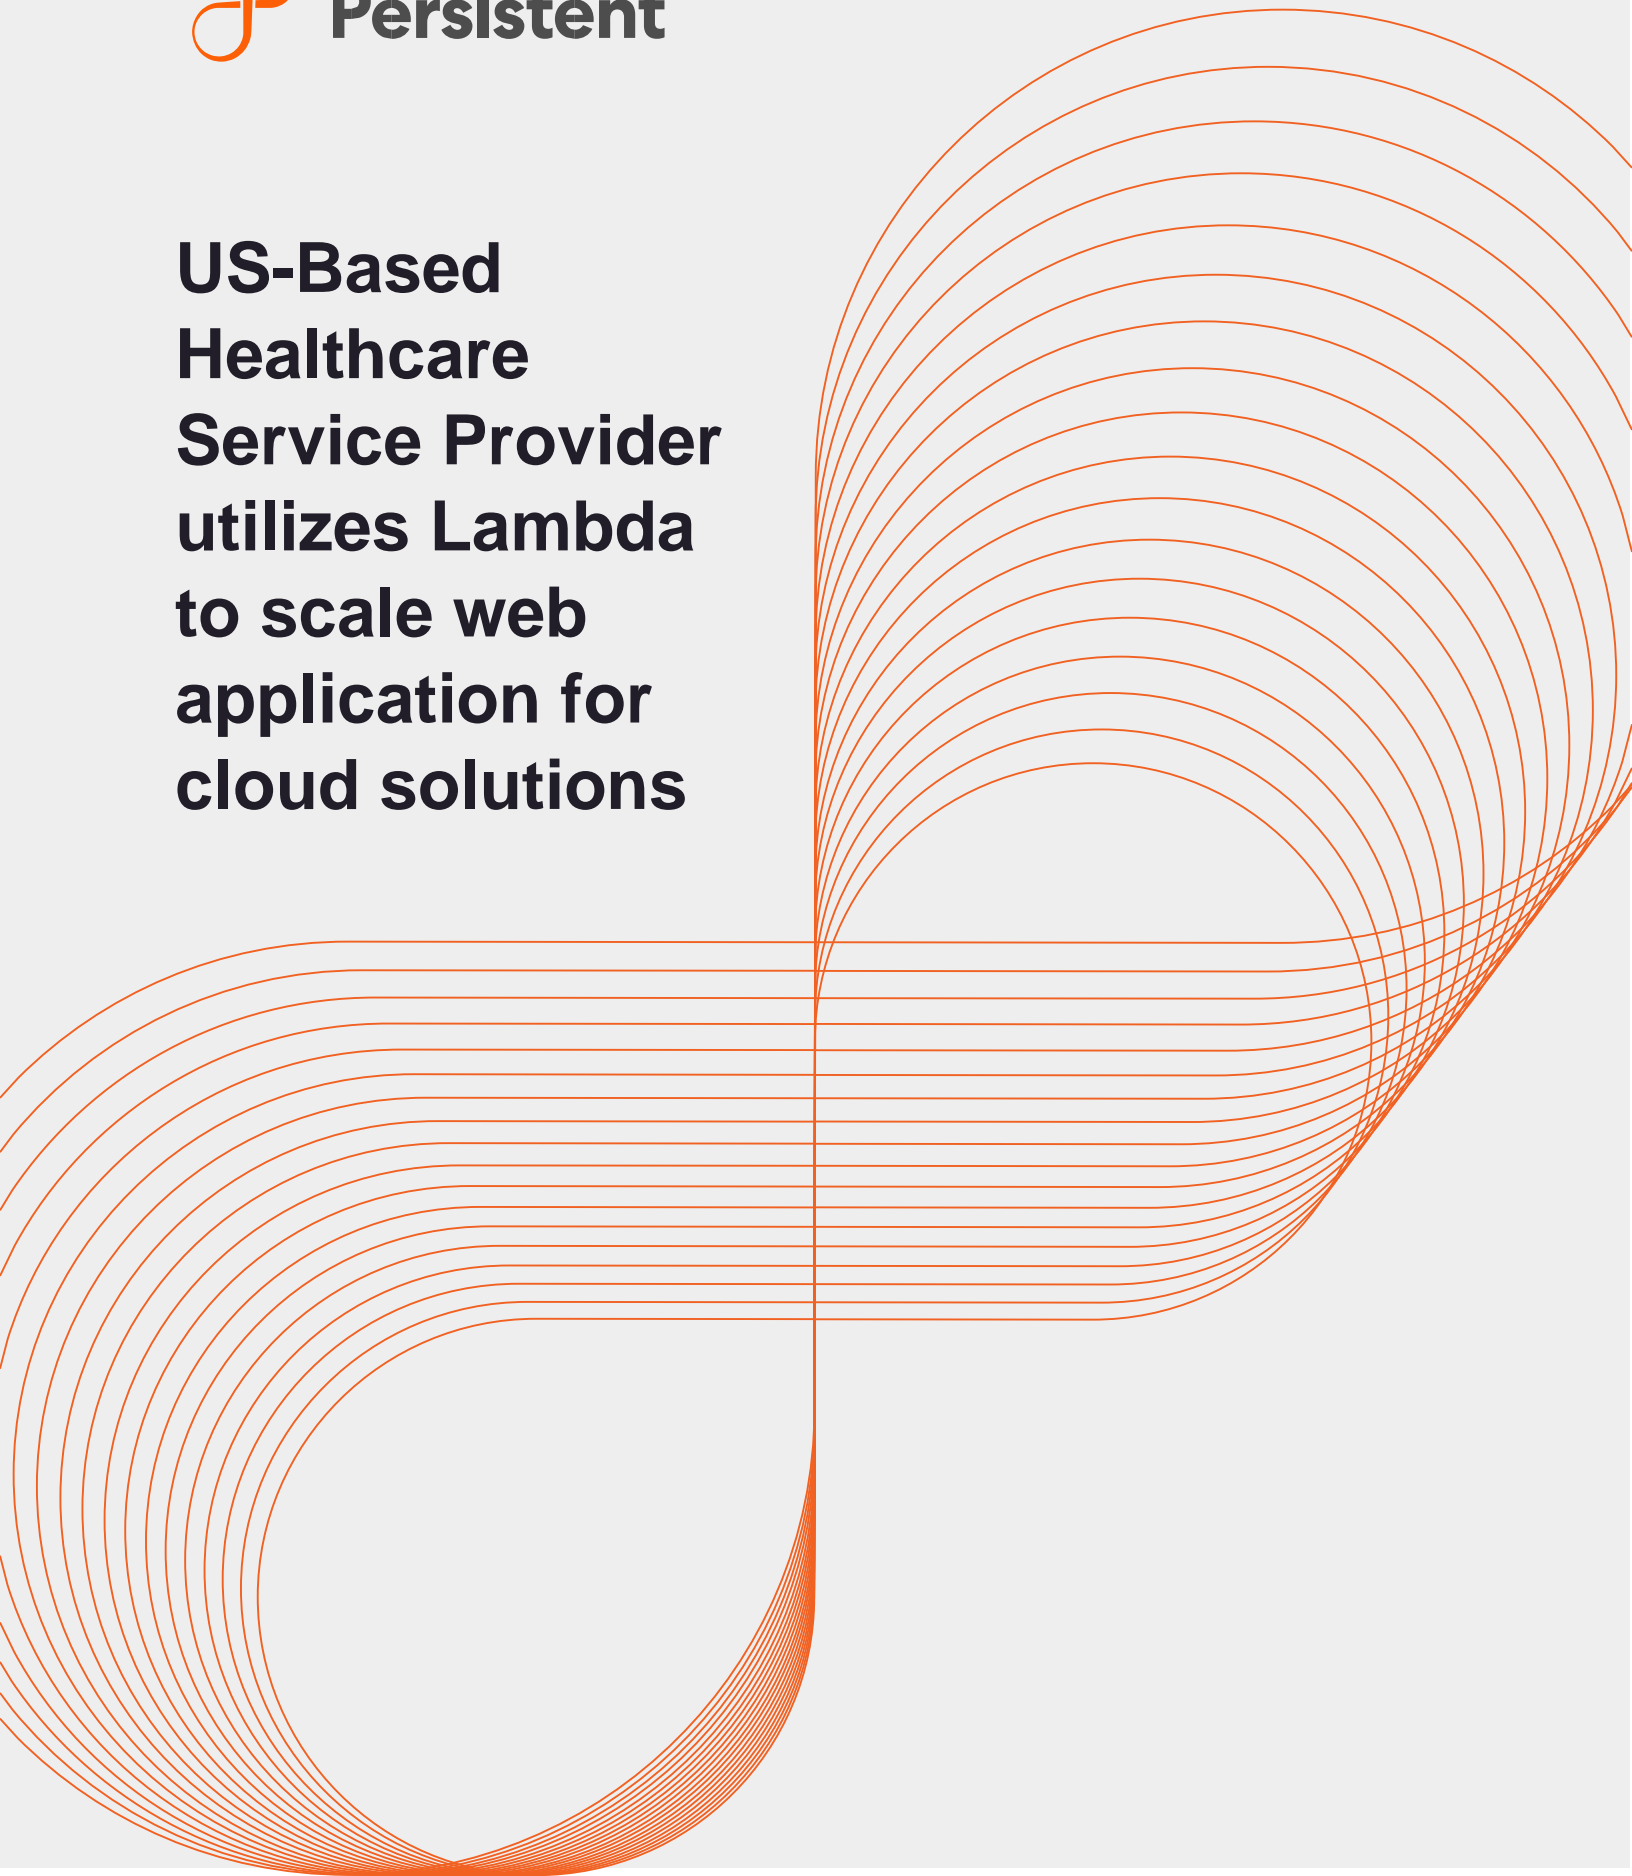 Persistent
US-Based
Healthcare
Service Provider
utilizes Lambda
to scale web
application for
cloud solutions